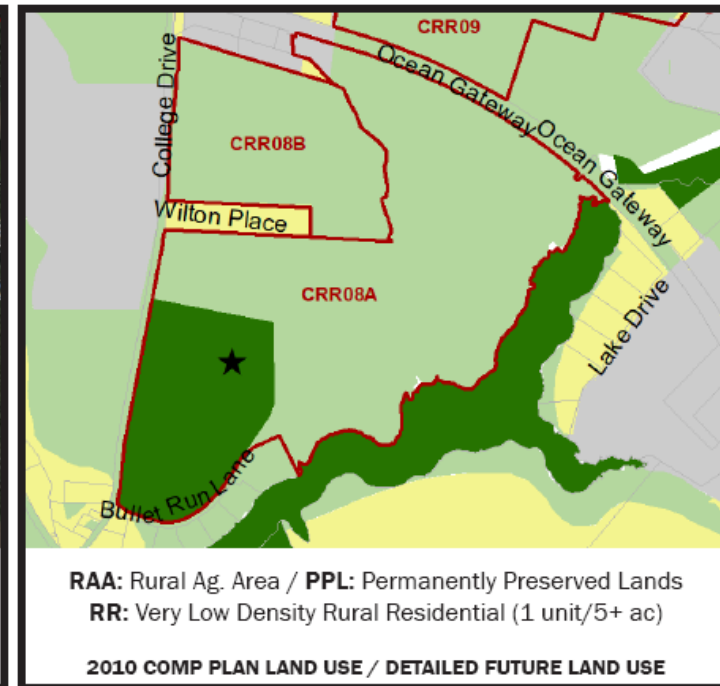 CRR09
College Drive
Ocean Gateway
Ocean Gateway
CRR08B
Wilton Place
CRR08A
Lake Drive
Bullet Run Lane
RAA: Rural Ag. Area / PPL: Permanently Preserved Lands
RR: Very Low Density Rural Residential (1 unit/5+ ac)
2010 COMP PLAN LAND USE / DETAILED FUTURE LAND USE